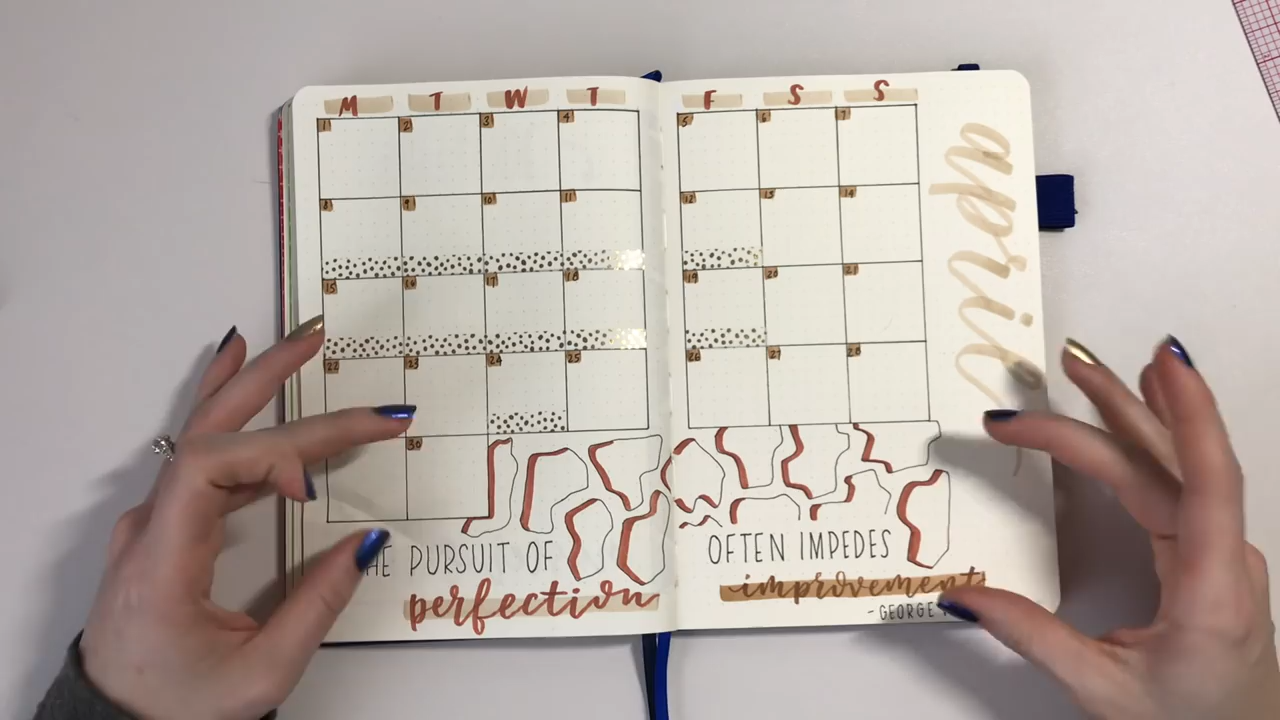 M T W T F S S
1 2 3 4 5 6 7
8 9 10 11 12 13 14
15 16 17 18 19 20 21
22 23 24 25 26 27 28
30
april
THE PURSUIT OF
perfection
OFTEN IMPEDES
improvement
- GEORGE